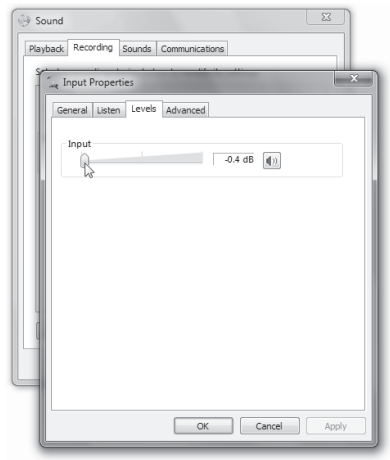 Sound
Playback Recording Sounds Communications
Input Properties
General Listen Levels Advanced
Input
-0.4 dB
OK Cancel Apply